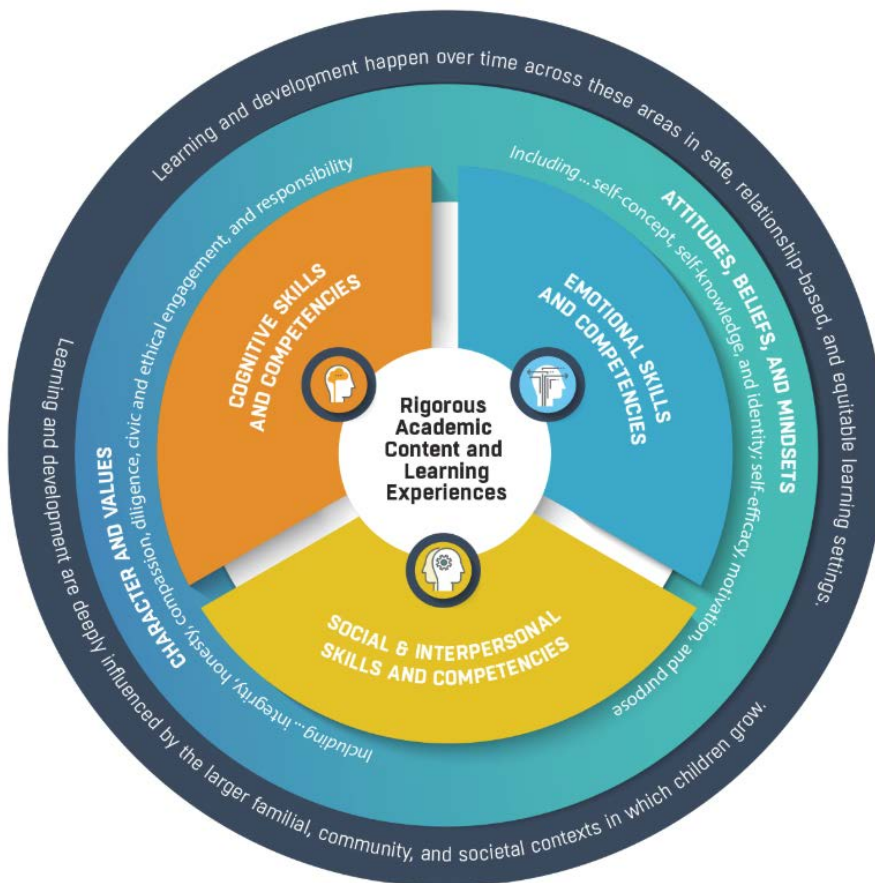 Learning and development happen over time across these areas in safe, relationship-based, and equitable learning settings.
Learning and development are deeply influenced by the larger familial, community, and societal contexts in which children grow.
CHARACTER AND VALUES
Including... integrity, honesty, compassion, diligence, civic and ethical engagement, and responsibility
ATTITUDES, BELIEFS, AND MINDSETS
Including... self-concept, self-knowledge, and identity; self-efficacy, motivation, and purpose
COGNITIVE SKILLS
AND COMPETENCIES
EMOTIONAL SKILLS
AND COMPETENCIES
Rigorous
Academic
Content and
Learning
Experiences
SOCIAL & INTERPERSONAL
SKILLS AND COMPETENCIES